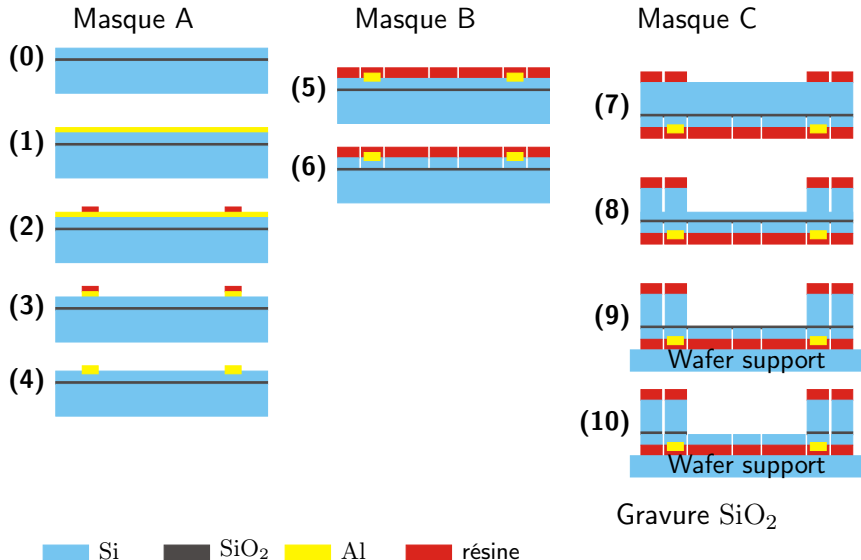 Masque A
(0)
(1)
(2)
(3)
(4)
Masque B
(5)
(6)
Masque C
(7)
(8)
(9)
Wafer support
(10)
Wafer support
Gravure SiO₂
Si SiO₂ Al résine